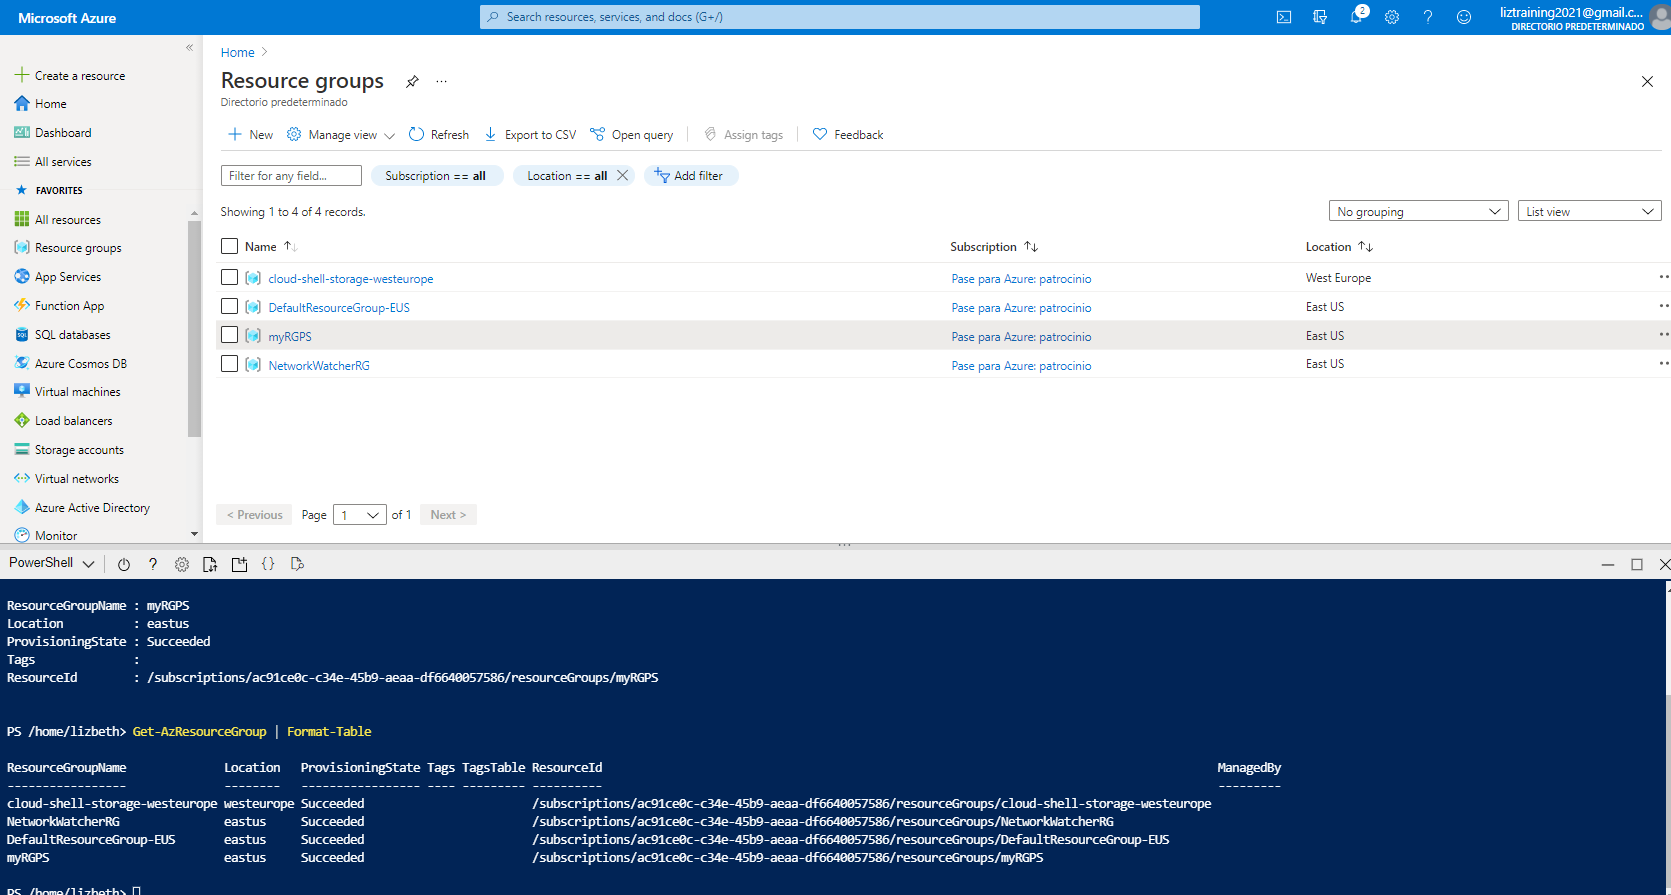 Microsoft Azure
Search resources, services, and docs (G+/)
2
liztraining2021@gmail.c...
DIRECTORIO PREDETERMINADO
«
Create a resource
Home
Dashboard
All services
FAVORITES
All resources
Resource groups
App Services
Function App
SQL databases
Azure Cosmos DB
Virtual machines
Load balancers
Storage accounts
Virtual networks
Azure Active Directory
Monitor
Home >
Resource groups ...
Directorio predeterminado
New Manage view Refresh Export to CSV Open query Assign tags Feedback
Filter for any field... Subscription == all Location == all Add filter
Showing 1 to 4 of 4 records.
No grouping List view
Name ↑↓ Subscription ↑↓ Location ↑↓
cloud-shell-storage-westeurope Pase para Azure: patrocinio West Europe
DefaultResourceGroup-EUS Pase para Azure: patrocinio East US
myRGPS Pase para Azure: patrocinio East US
NetworkWatcherRG Pase para Azure: patrocinio East US
< Previous Page 1 of 1 Next >
PowerShell ? {}
ResourceGroupName : myRGPS
Location : eastus
ProvisioningState : Succeeded
Tags :
ResourceId : /subscriptions/ac91ce0c-c34e-45b9-aeaa-df6640057586/resourceGroups/myRGPS
PS /home/lizbeth> Get-AzResourceGroup | Format-Table
ResourceGroupName Location ProvisioningState Tags TagsTable ResourceId ManagedBy
----------------- -------- ----------------- ---- --------- ---------- ---------
cloud-shell-storage-westeurope westeurope Succeeded /subscriptions/ac91ce0c-c34e-45b9-aeaa-df6640057586/resourceGroups/cloud-shell-storage-westeurope
NetworkWatcherRG eastus Succeeded /subscriptions/ac91ce0c-c34e-45b9-aeaa-df6640057586/resourceGroups/NetworkWatcherRG
DefaultResourceGroup-EUS eastus Succeeded /subscriptions/ac91ce0c-c34e-45b9-aeaa-df6640057586/resourceGroups/DefaultResourceGroup-EUS
myRGPS eastus Succeeded /subscriptions/ac91ce0c-c34e-45b9-aeaa-df6640057586/resourceGroups/myRGPS
PS /home/lizbeth>